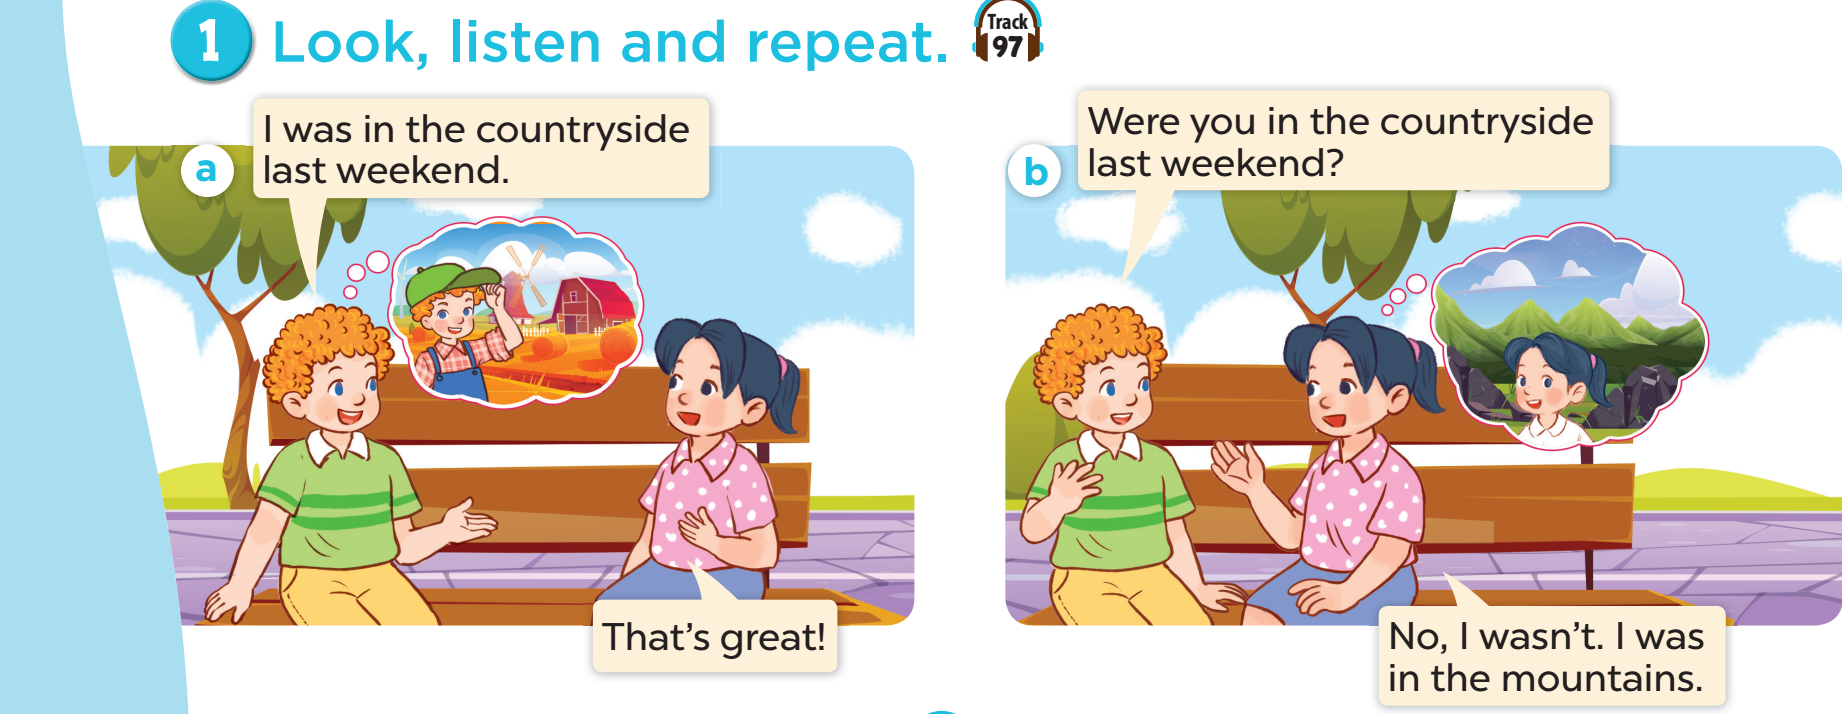 1 Look, listen and repeat.
Track
97
a
I was in the countryside
last weekend.
That's great!
b
Were you in the countryside
last weekend?
No, I wasn't. I was
in the mountains.